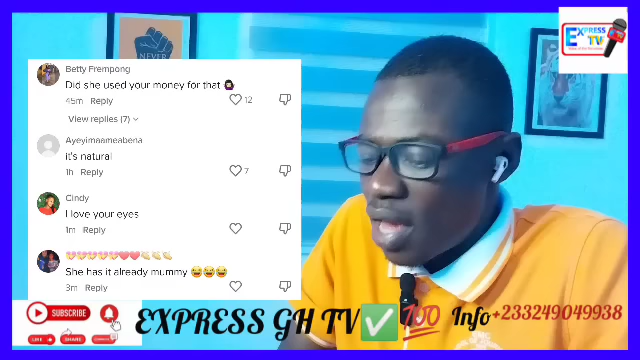 NEVER
EXPRESS
TV
Betty Frempong
Did she used your money for that 🤦🏿‍♀️
45m Reply
12
View replies (7)
Ayeyimaameabena
it's natural
1h Reply
7
Cindy
I love your eyes
1m Reply
💝💝💝💝💝❤️❤️👏👏👏
She has it already mummy 😂😂😂
3m Reply
SUBSCRIBE
LIKE
SHARE
EXPRESS GH TV✅💯 Info+233249049938